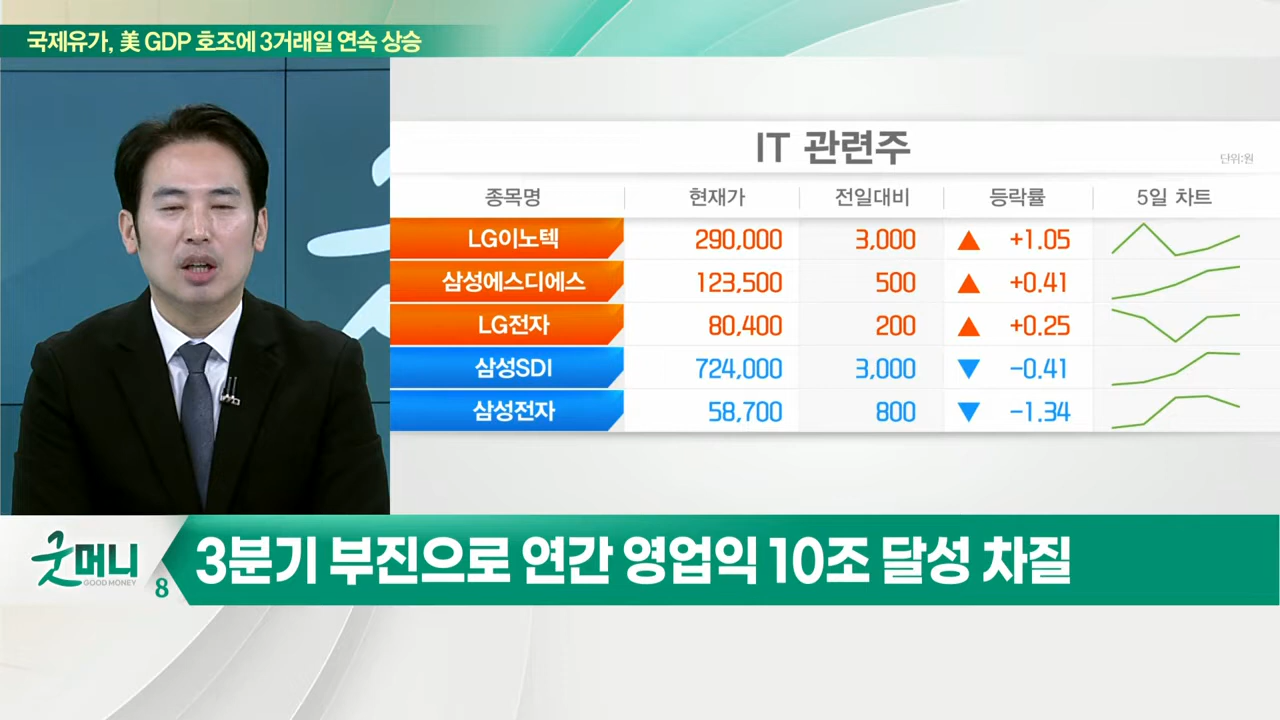 국제유가, 美 GDP 호조에 3거래일 연속 상승
IT 관련주
단위:원
종목명 현재가 전일대비 등락률 5일 차트
LG이노텍 290,000 3,000 ▲ +1.05
삼성에스디에스 123,500 500 ▲ +0.41
LG전자 80,400 200 ▲ +0.25
삼성SDI 724,000 3,000 ▼ -0.41
삼성전자 58,700 800 ▼ -1.34
굿머니
GOOD MONEY
8
3분기 부진으로 연간 영업익 10조 달성 차질